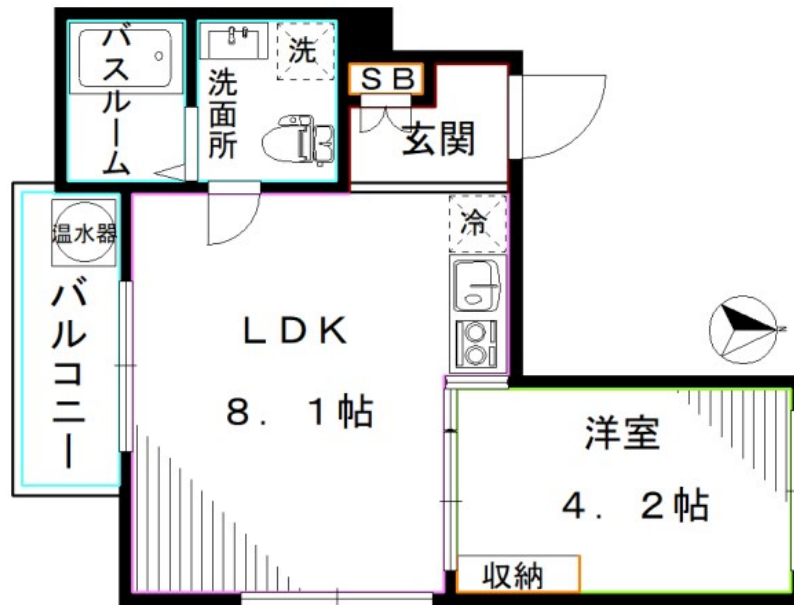 バスルーム
洗面所
洗
SB
玄関
冷
温水器
バルコニー
LDK
8.1帖
洋室
4.2帖
収納
N